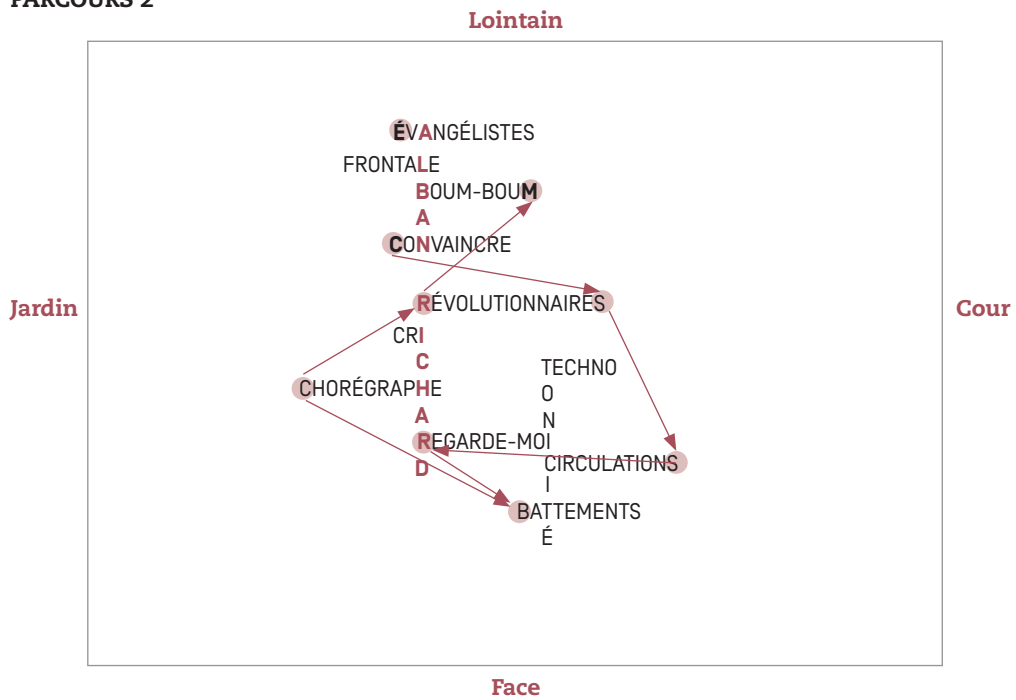 PARCOURS 2
Lointain
ÉVANGÉLISTES
FRONTALE
BOUM-BOUM
A
CONVAINCRE
Jardin
RÉVOLUTIONNAIRES
Cour
CRI
C
TECHNO
CHORÉGRAPHE
O
A
N
REGARDE-MOI
CIRCULATIONS
D
I
BATTEMENTS
É
Face